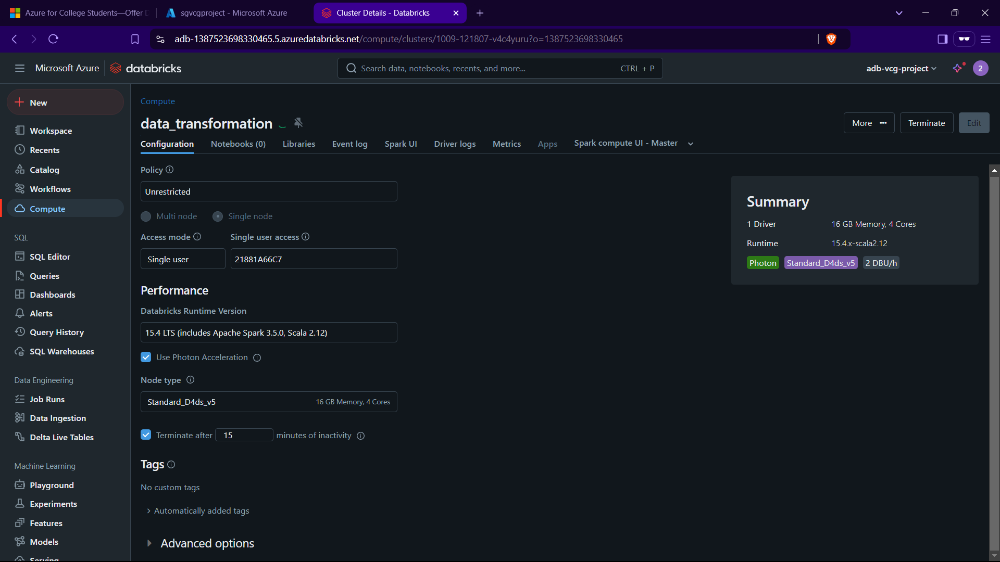 Azure for College Students—Offer D
sgvcgproject - Microsoft Azure
Cluster Details - Databricks
adb-1387523698330465.5.azuredatabricks.net/compute/clusters/1009-121807-v4c4yuru?o=1387523698330465
Microsoft Azure
databricks
Search data, notebooks, recents, and more...
CTRL + P
adb-vcg-project
2
New
Workspace
Recents
Catalog
Workflows
Compute
SQL
SQL Editor
Queries
Dashboards
Alerts
Query History
SQL Warehouses
Data Engineering
Job Runs
Data Ingestion
Delta Live Tables
Machine Learning
Playground
Experiments
Features
Models
Serving
Compute
data_transformation
More
Terminate
Edit
Configuration
Notebooks (0)
Libraries
Event log
Spark UI
Driver logs
Metrics
Apps
Spark compute UI - Master
Policy
Unrestricted
Multi node
Single node
Access mode
Single user access
Single user
21881A66C7
Performance
Databricks Runtime Version
15.4 LTS (includes Apache Spark 3.5.0, Scala 2.12)
Use Photon Acceleration
Node type
Standard_D4ds_v5
16 GB Memory, 4 Cores
Terminate after 15 minutes of inactivity
Tags
No custom tags
Automatically added tags
Advanced options
Summary
1 Driver
16 GB Memory, 4 Cores
Runtime
15.4.x-scala2.12
Photon
Standard_D4ds_v5
2 DBU/h